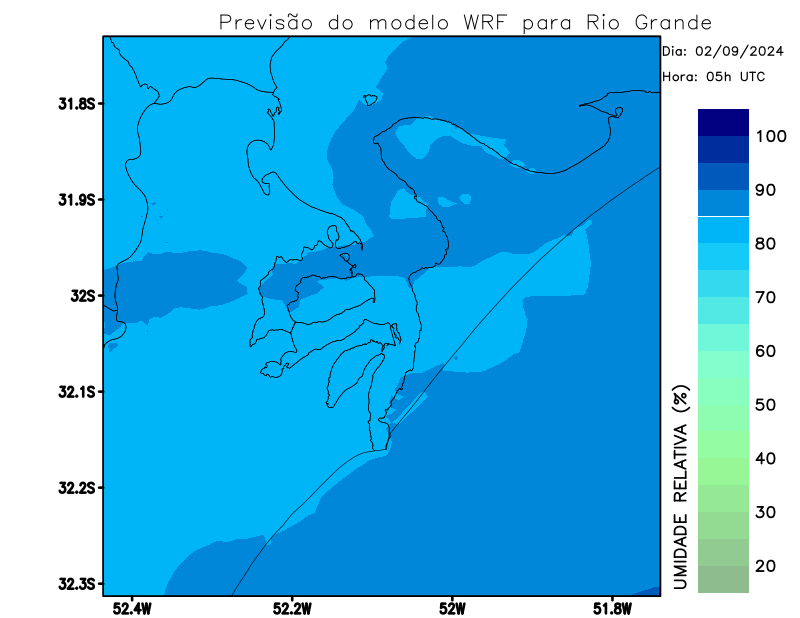 Previsão do modelo WRF para Rio Grande
Dia: 02/09/2024
Hora: 05h UTC
31.8S
31.9S
32S
32.1S
32.2S
32.3S
52.4W
52.2W
52W
51.8W
100
90
80
70
60
50
40
30
20
UMIDADE RELATIVA (%)